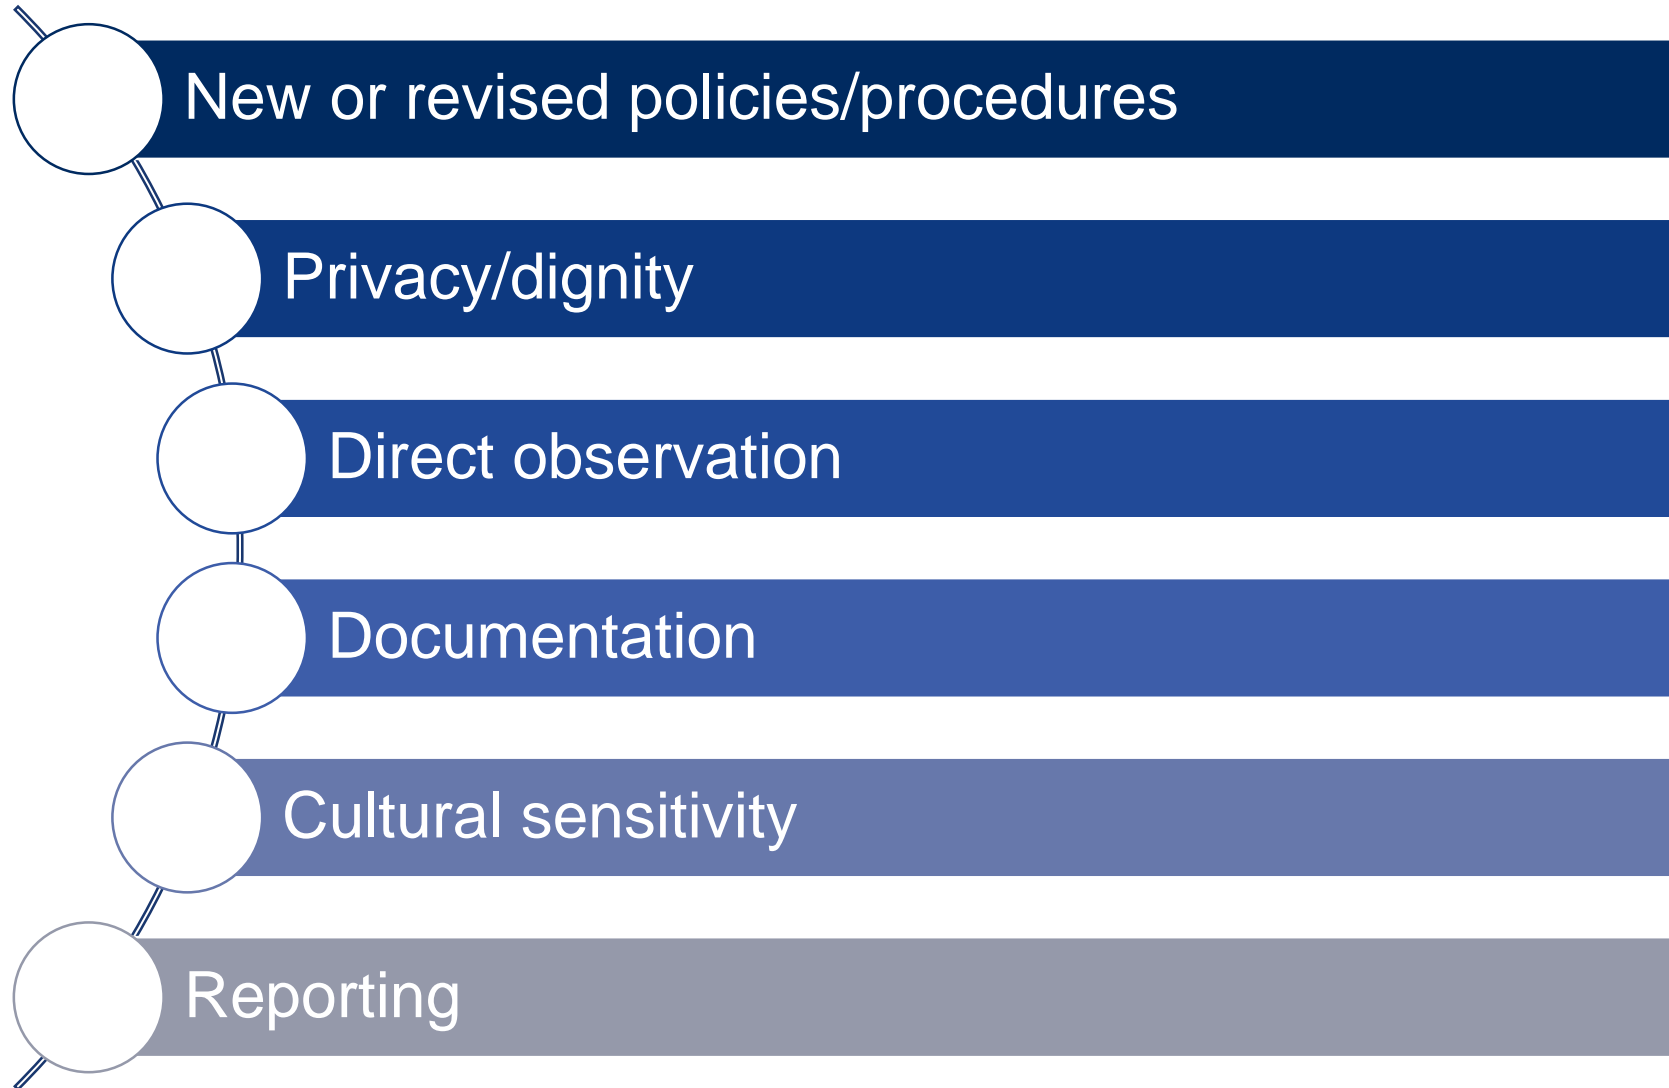 New or revised policies/procedures
Privacy/dignity
Direct observation
Documentation
Cultural sensitivity
Reporting